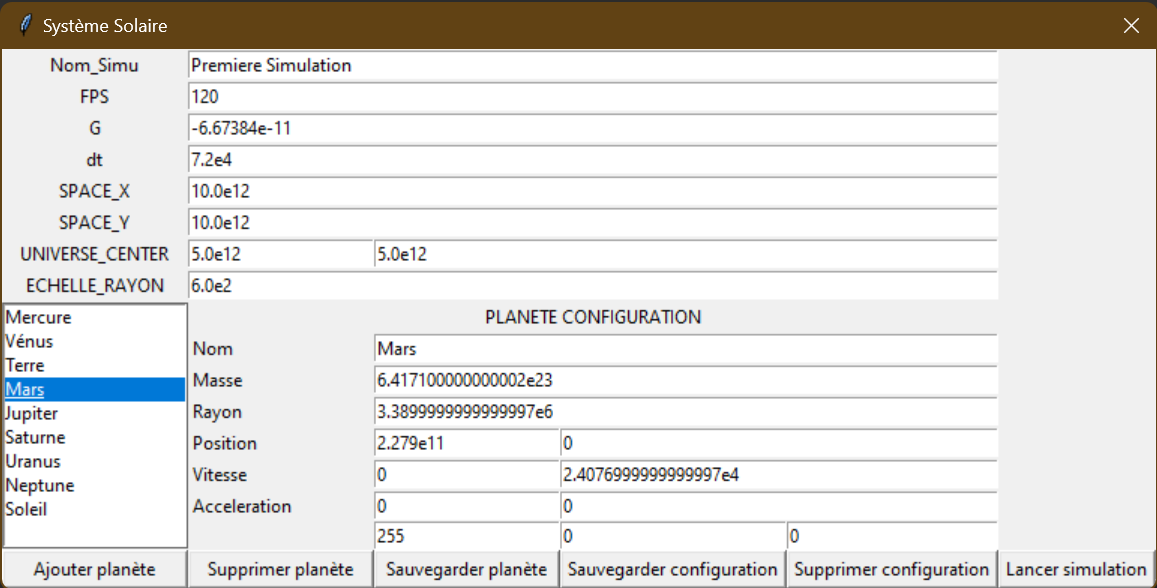 Système Solaire
Nom_Simu Premiere Simulation
FPS 120
G -6.67384e-11
dt 7.2e4
SPACE_X 10.0e12
SPACE_Y 10.0e12
UNIVERSE_CENTER 5.0e12 5.0e12
ECHELLE_RAYON 6.0e2
Mercure
Vénus
Terre
Mars
Jupiter
Saturne
Uranus
Neptune
Soleil
PLANETE CONFIGURATION
Nom Mars
Masse 6.417100000000002e23
Rayon 3.3899999999999997e6
Position 2.279e11 0
Vitesse 0 2.4076999999999997e4
Acceleration 0 0
255 0 0
Ajouter planète Supprimer planète Sauvegarder planète Sauvegarder configuration Supprimer configuration Lancer simulation